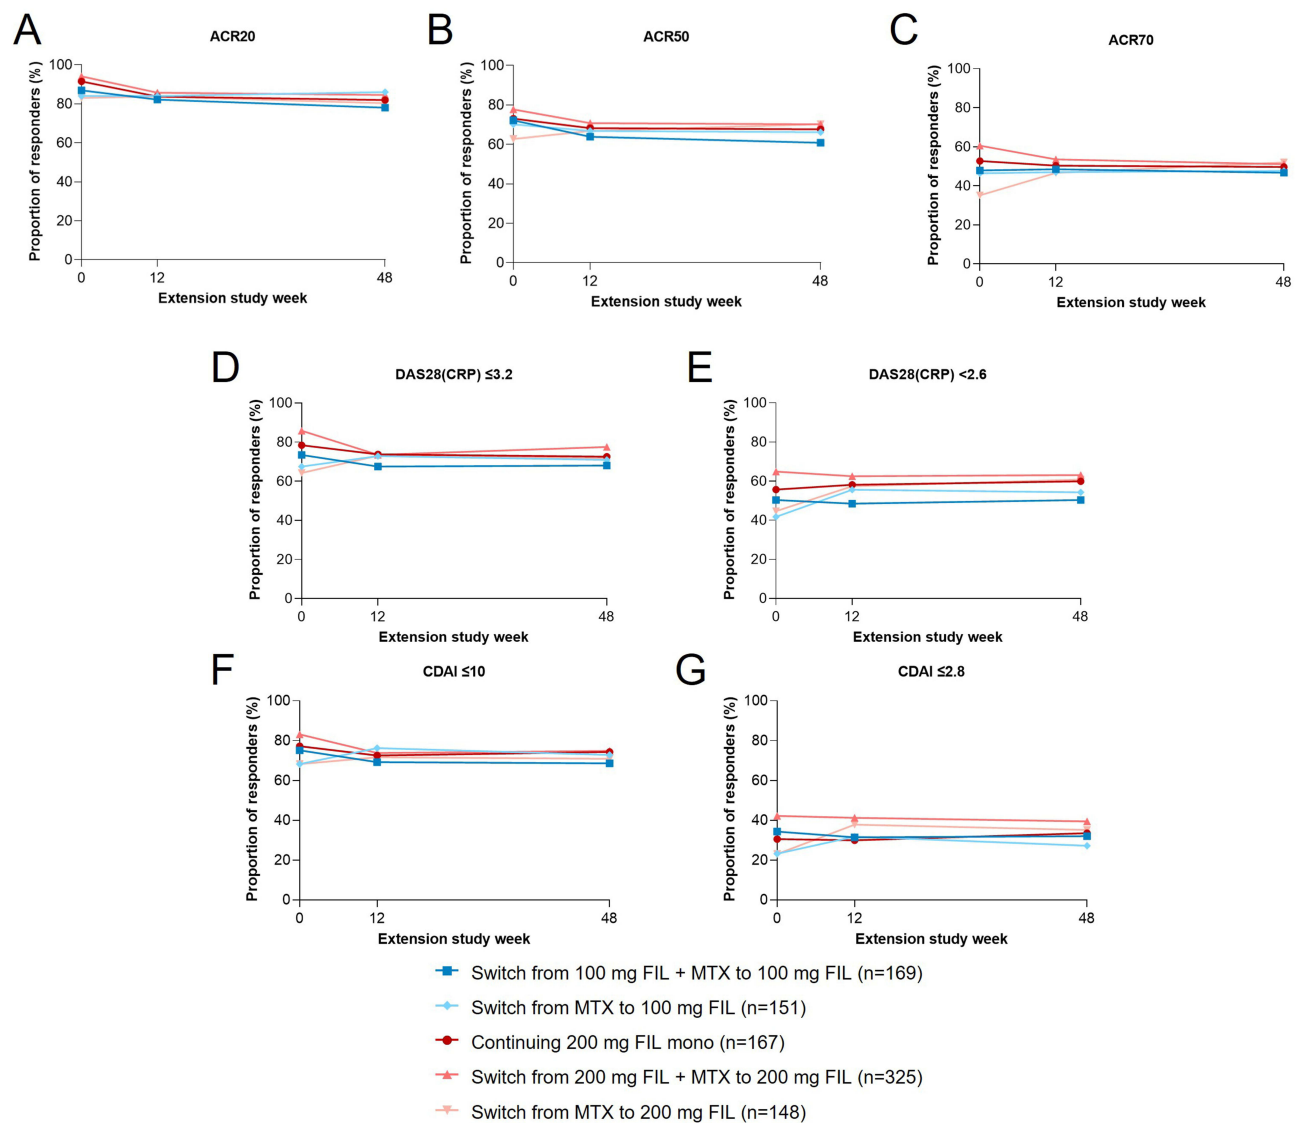 A
ACR20
Proportion of responders (%)
100
80
60
40
20
0
0 12 48
Extension study week
B
ACR50
Proportion of responders (%)
100
80
60
40
20
0
0 12 48
Extension study week
C
ACR70
Proportion of responders (%)
100
80
60
40
20
0
0 12 48
Extension study week
D
DAS28(CRP) ≤3.2
Proportion of responders (%)
100
80
60
40
20
0
0 12 48
Extension study week
E
DAS28(CRP) <2.6
Proportion of responders (%)
100
80
60
40
20
0
0 12 48
Extension study week
F
CDAI ≤10
Proportion of responders (%)
100
80
60
40
20
0
0 12 48
Extension study week
G
CDAI ≤2.8
Proportion of responders (%)
100
80
60
40
20
0
0 12 48
Extension study week
Switch from 100 mg FIL + MTX to 100 mg FIL (n=169)
Switch from MTX to 100 mg FIL (n=151)
Continuing 200 mg FIL mono (n=167)
Switch from 200 mg FIL + MTX to 200 mg FIL (n=325)
Switch from MTX to 200 mg FIL (n=148)